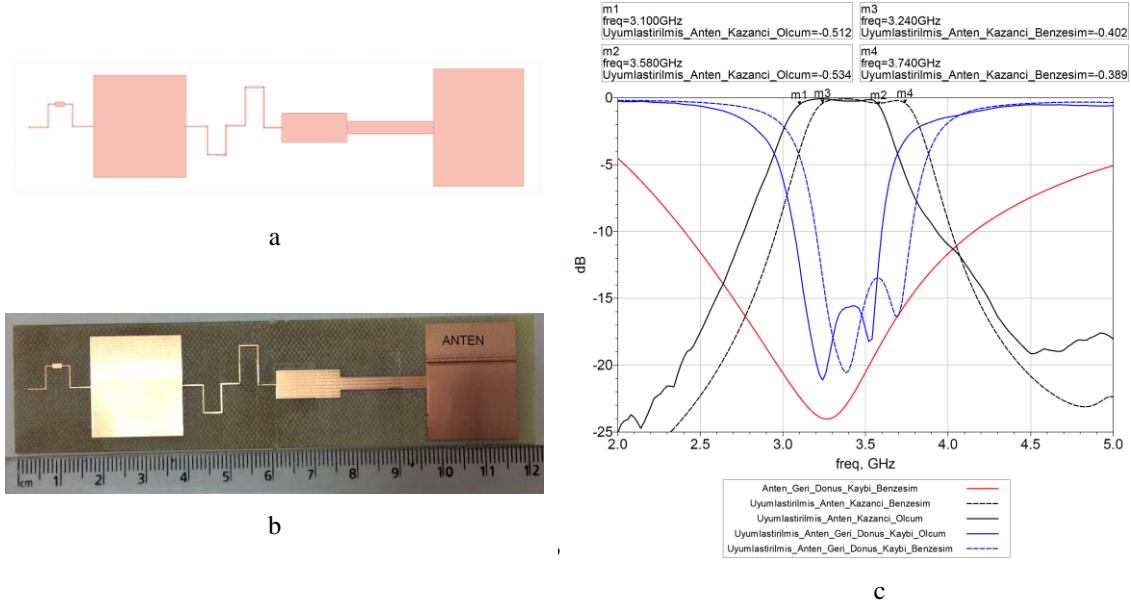 m1
freq=3.100GHz
Uyumlastirilmis_Anten_Kazanci_Olcum=-0.512
m3
freq=3.240GHz
Uyumlastirilmis_Anten_Kazanci_Benzesim=-0.402
m2
freq=3.580GHz
Uyumlastirilmis_Anten_Kazanci_Olcum=-0.534
m4
freq=3.740GHz
Uyumlastirilmis_Anten_Kazanci_Benzesim=-0.389
a
ANTEN
cm 1 2 3 4 5 6 7 8 9 10 11 12
b
m1 m3 m2 m4
0
-5
-10
-15
-20
-25
dB
2.0 2.5 3.0 3.5 4.0 4.5 5.0
freq, GHz
Anten_Geri_Donus_Kaybi_Benzesim
Uyumlastirilmis_Anten_Kazanci_Benzesim
Uyumlastirilmis_Anten_Kazanci_Olcum
Uyumlastirilmis_Anten_Geri_Donus_Kaybi_Olcum
Uyumlastirilmis_Anten_Geri_Donus_Kaybi_Benzesim
c